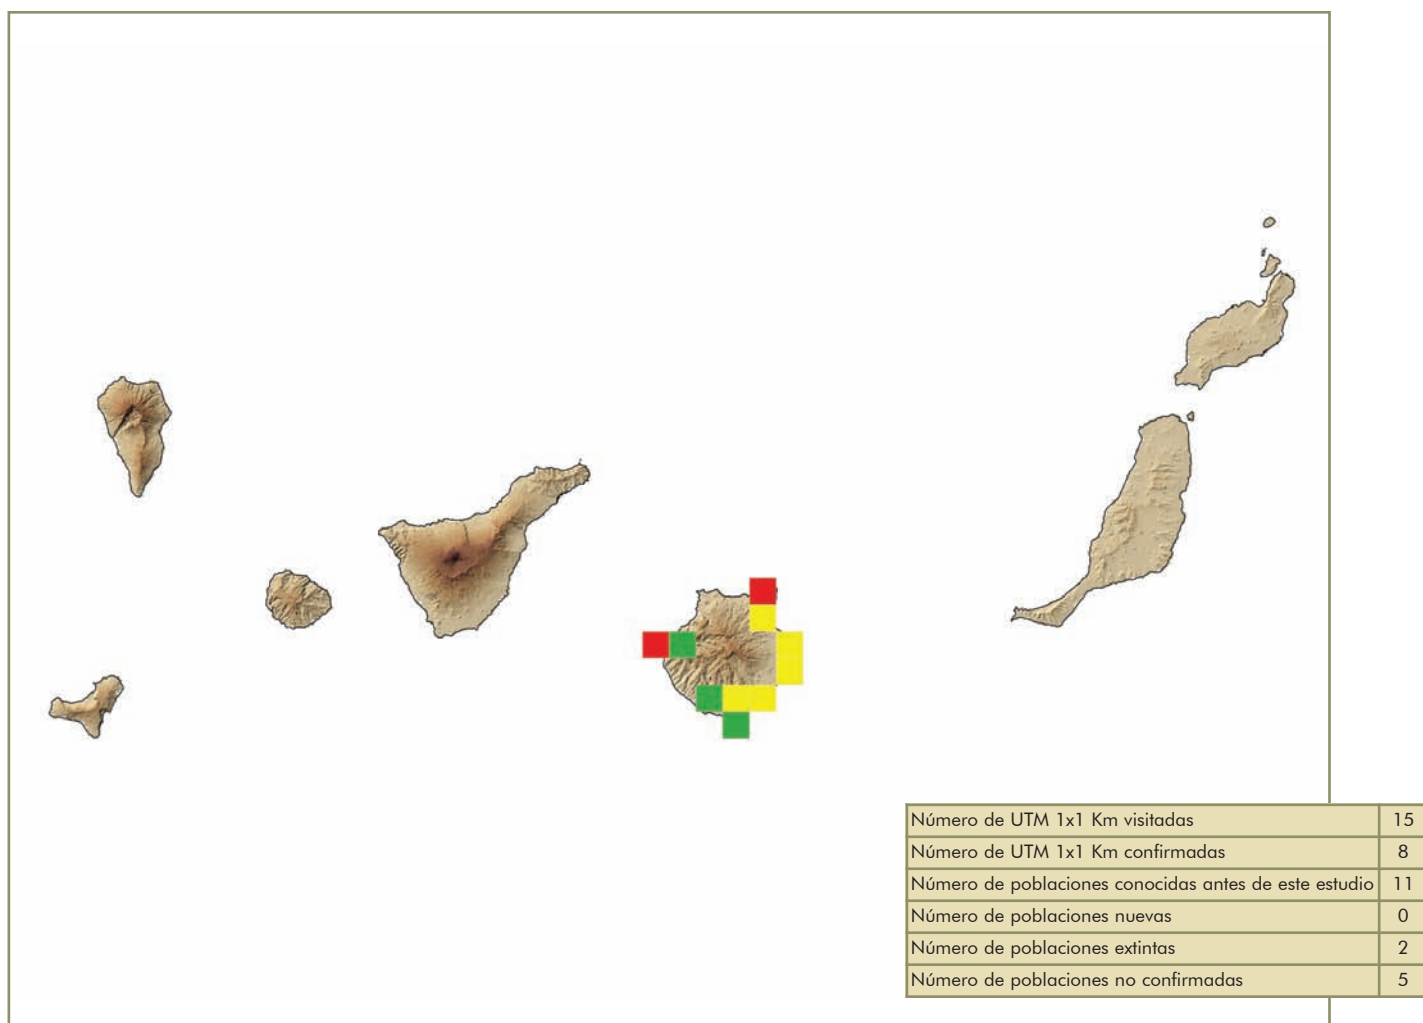 Número de UTM 1x1 Km visitadas 15
Número de UTM 1x1 Km confirmadas 8
Número de poblaciones conocidas antes de este estudio 11
Número de poblaciones nuevas 0
Número de poblaciones extintas 2
Número de poblaciones no confirmadas 5